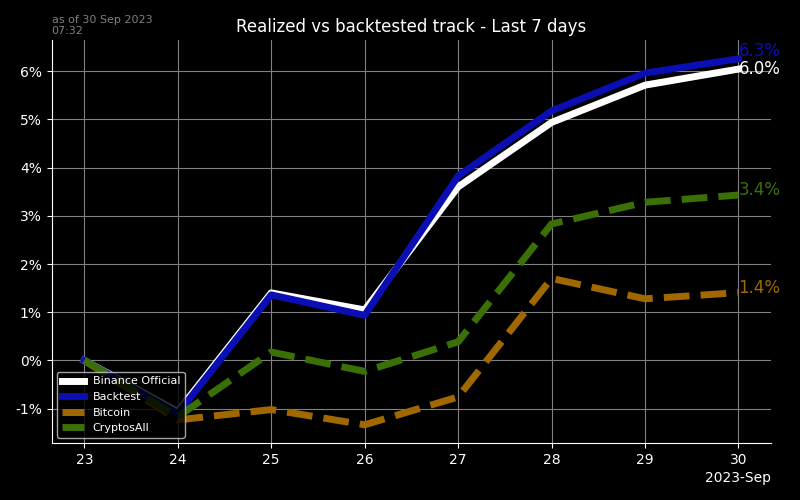 as of 30 Sep 2023
07:32
Realized vs backtested track - Last 7 days
6%
5%
4%
3%
2%
1%
0%
-1%
6.3%
6.0%
3.4%
1.4%
Binance Official
Backtest
Bitcoin
CryptosAll
23 24 25 26 27 28 29 30
2023-Sep